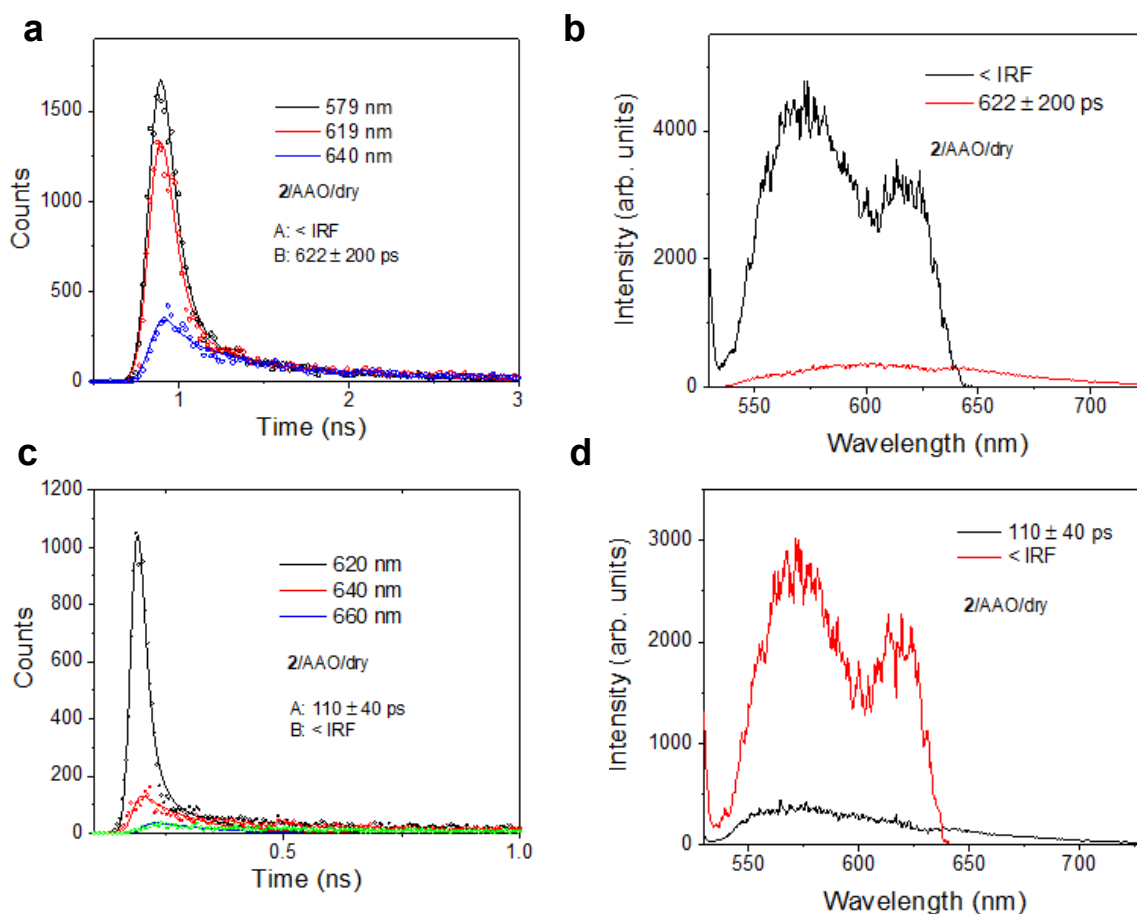 a
Counts
1500
1000
500
0
1
2
3
Time (ns)
579 nm
619 nm
640 nm
2/AAO/dry
A: < IRF
B: 622 ± 200 ps
b
Intensity (arb. units)
4000
2000
0
550
600
650
700
Wavelength (nm)
< IRF
622 ± 200 ps
2/AAO/dry
c
Counts
1200
1000
800
600
400
200
0
0.5
1.0
Time (ns)
620 nm
640 nm
660 nm
2/AAO/dry
A: 110 ± 40 ps
B: < IRF
d
Intensity (arb. units)
3000
2000
1000
0
550
600
650
700
Wavelength (nm)
110 ± 40 ps
< IRF
2/AAO/dry